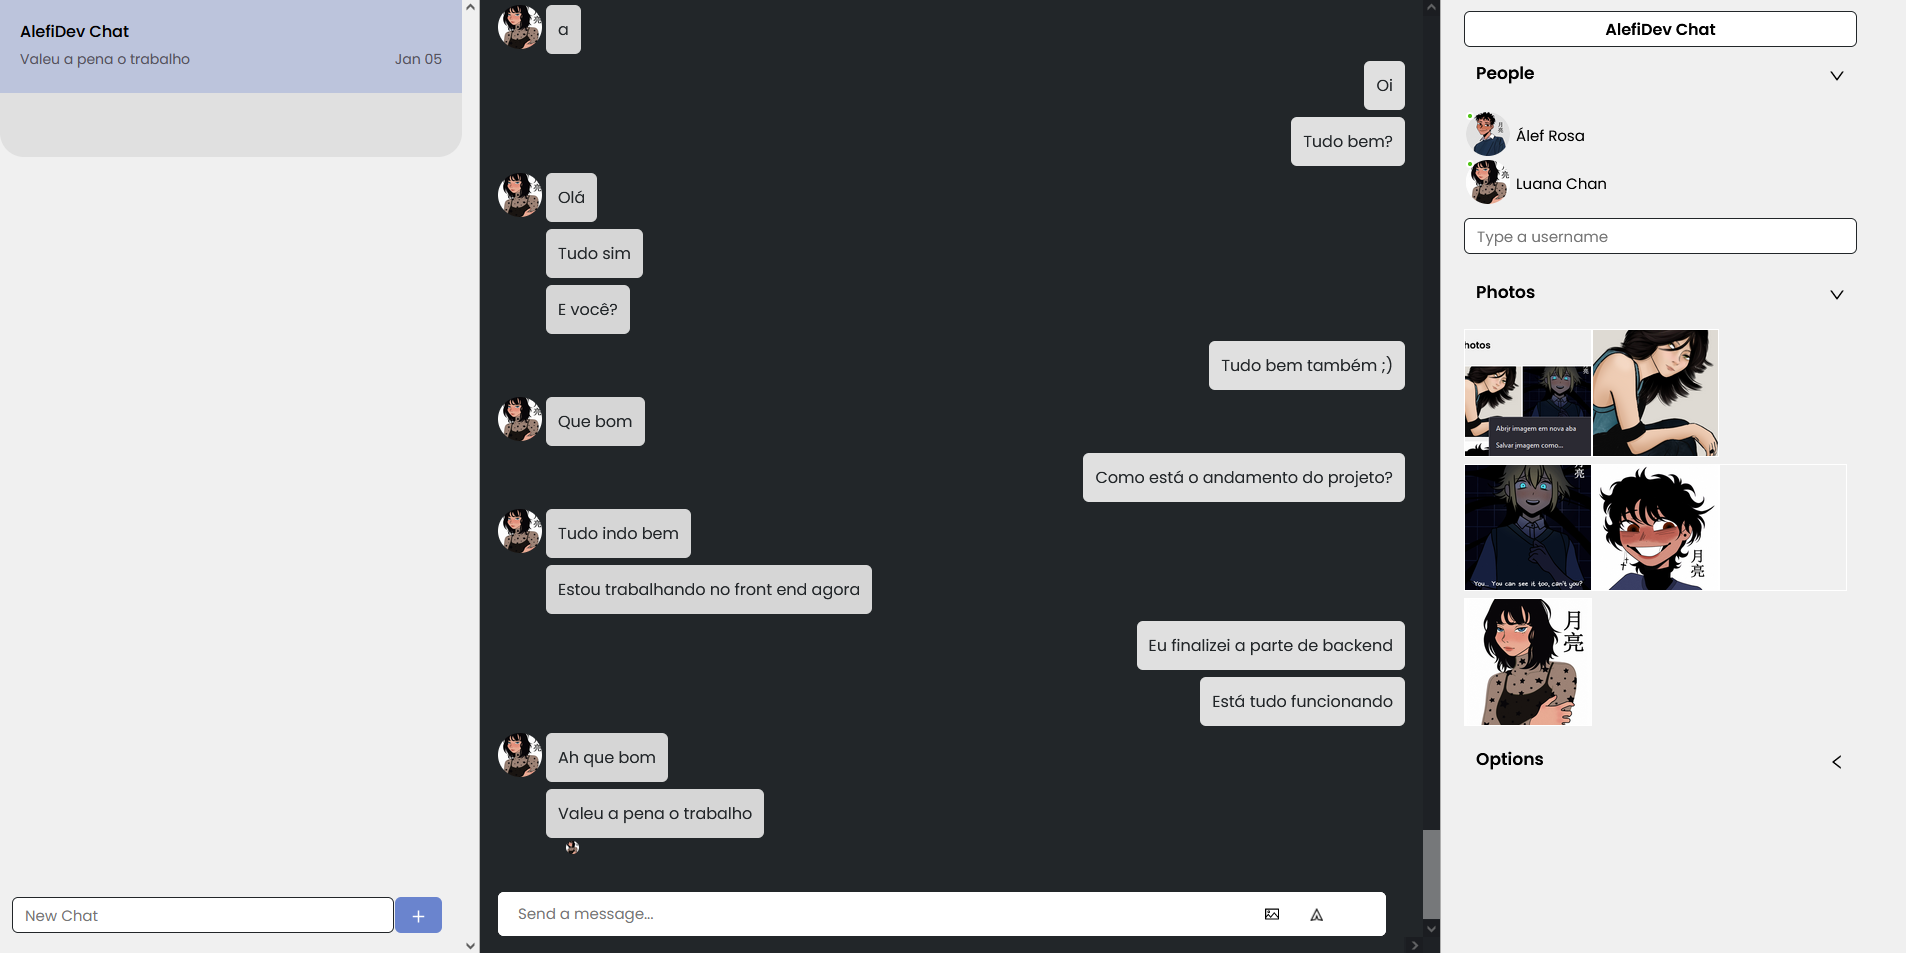 AlefiDev Chat
Valeu a pena o trabalho
Jan 05
New Chat
+
a
Oi
Tudo bem?
Olá
Tudo sim
E você?
Tudo bem também ;)
Que bom
Como está o andamento do projeto?
Tudo indo bem
Estou trabalhando no front end agora
Eu finalizei a parte de backend
Está tudo funcionando
Ah que bom
Valeu a pena o trabalho
Send a message...
AlefiDev Chat
People
Álef Rosa
Luana Chan
Type a username
Photos
hotos
Abrir imagem em nova aba
Salvar imagem como...
月
You... You can see it too, can't you?
月
亮
月
亮
Options